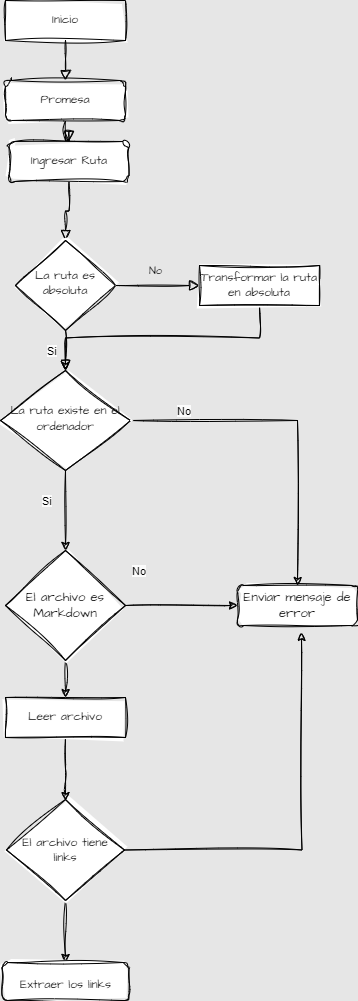 Inicio
Promesa
Ingresar Ruta
La ruta es
absoluta
No
Transformar la ruta
en absoluta
Si
La ruta existe en el
ordenador
No
Si
El archivo es
Markdown
No
Enviar mensaje de
error
Leer archivo
El archivo tiene
links
Extraer los links